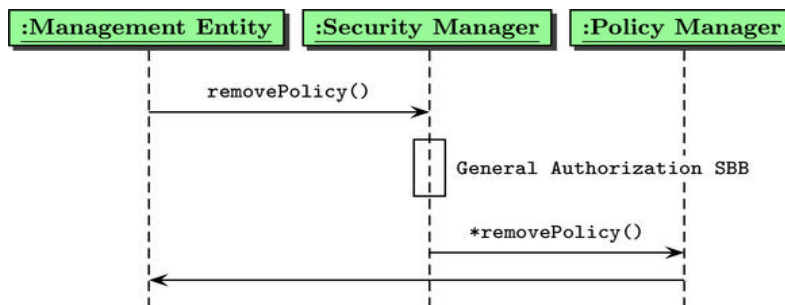 :Management Entity
:Security Manager
:Policy Manager
removePolicy()
General Authorization SBB
*removePolicy()